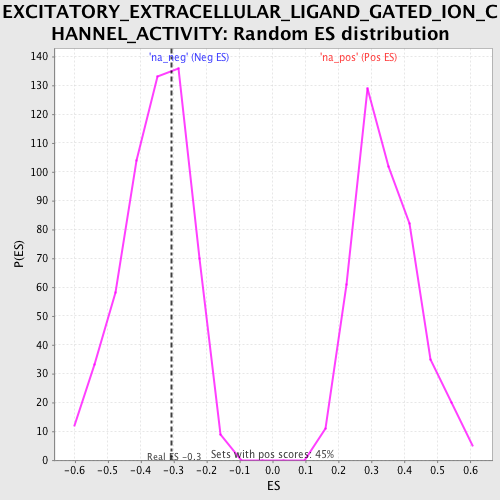 EXCITATORY_EXTRACELLULAR_LIGAND_GATED_ION_C
HANNEL_ACTIVITY: Random ES distribution
'na_neg' (Neg ES)
'na_pos' (Pos ES)
140
130
120
110
100
90
80
70
60
50
40
30
20
10
0
P(ES)
Real ES -0.3
Sets with pos scores: 45%
-0.6 -0.5 -0.4 -0.3 -0.2 -0.1 0.0 0.1 0.2 0.3 0.4 0.5 0.6
ES